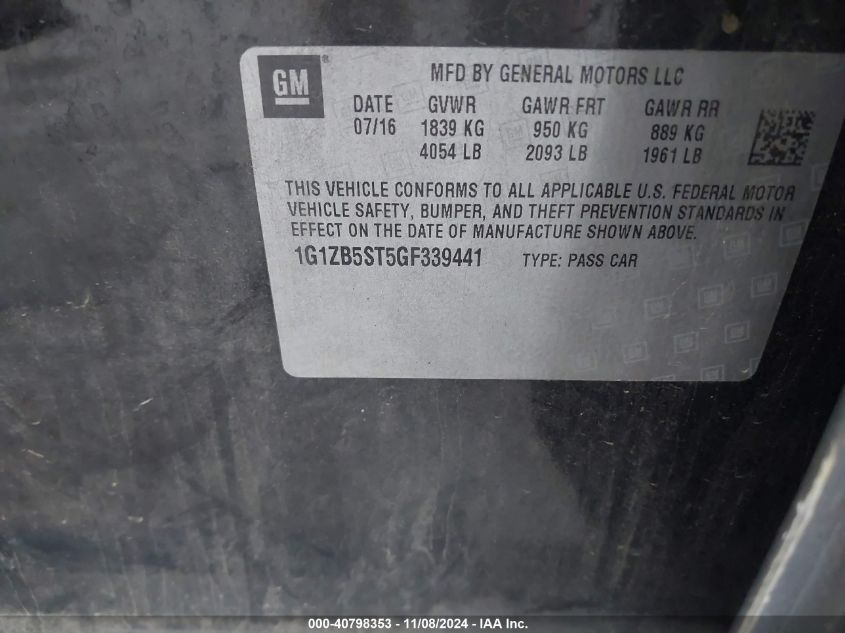 GM ®
MFD BY GENERAL MOTORS LLC
DATE GVWR GAWR FRT GAWR RR
07/16 1839 KG 950 KG 889 KG
4054 LB 2093 LB 1961 LB
THIS VEHICLE CONFORMS TO ALL APPLICABLE U.S. FEDERAL MOTOR
VEHICLE SAFETY, BUMPER, AND THEFT PREVENTION STANDARDS IN
EFFECT ON THE DATE OF MANUFACTURE SHOWN ABOVE.
1G1ZB5ST5GF339441 TYPE: PASS CAR
000-40798353 - 11/08/2024 - IAA Inc.